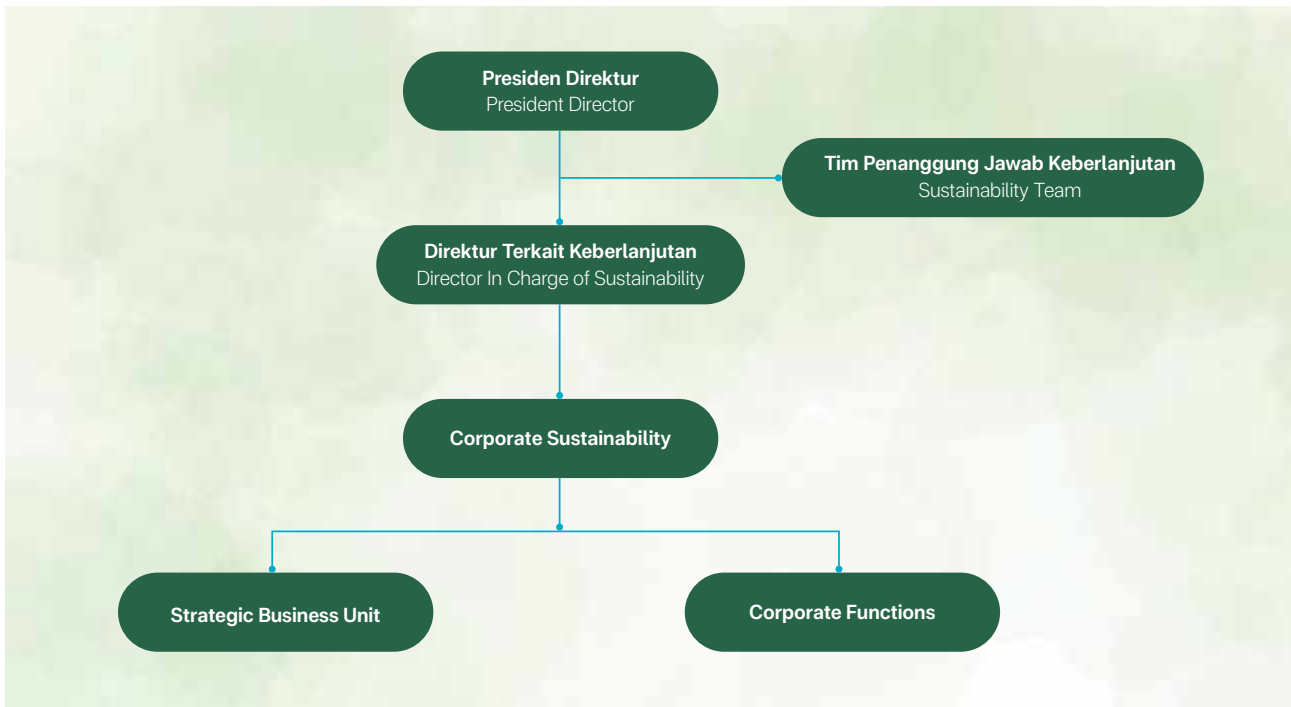 Presiden Direktur
President Director
Tim Penanggung Jawab Keberlanjutan
Sustainability Team
Direktur Terkait Keberlanjutan
Director In Charge of Sustainability
Corporate Sustainability
Strategic Business Unit
Corporate Functions